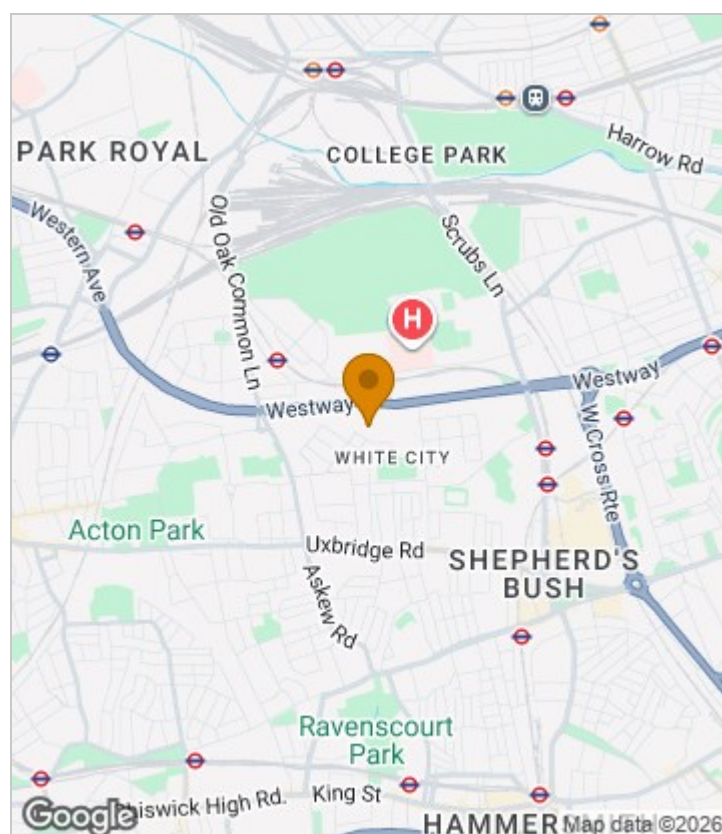 Harrow Rd
PARK ROYAL
COLLEGE PARK
Western Ave
Old Oak Common Ln
Scrubs Ln
H
Westway
Westway
W Cross Rte
WHITE CITY
Acton Park
Uxbridge Rd
SHEPHERD'S
BUSH
Askew Rd
Ravenscourt
Park
Google
Chiswick High Rd.
King St
Map data ©2026